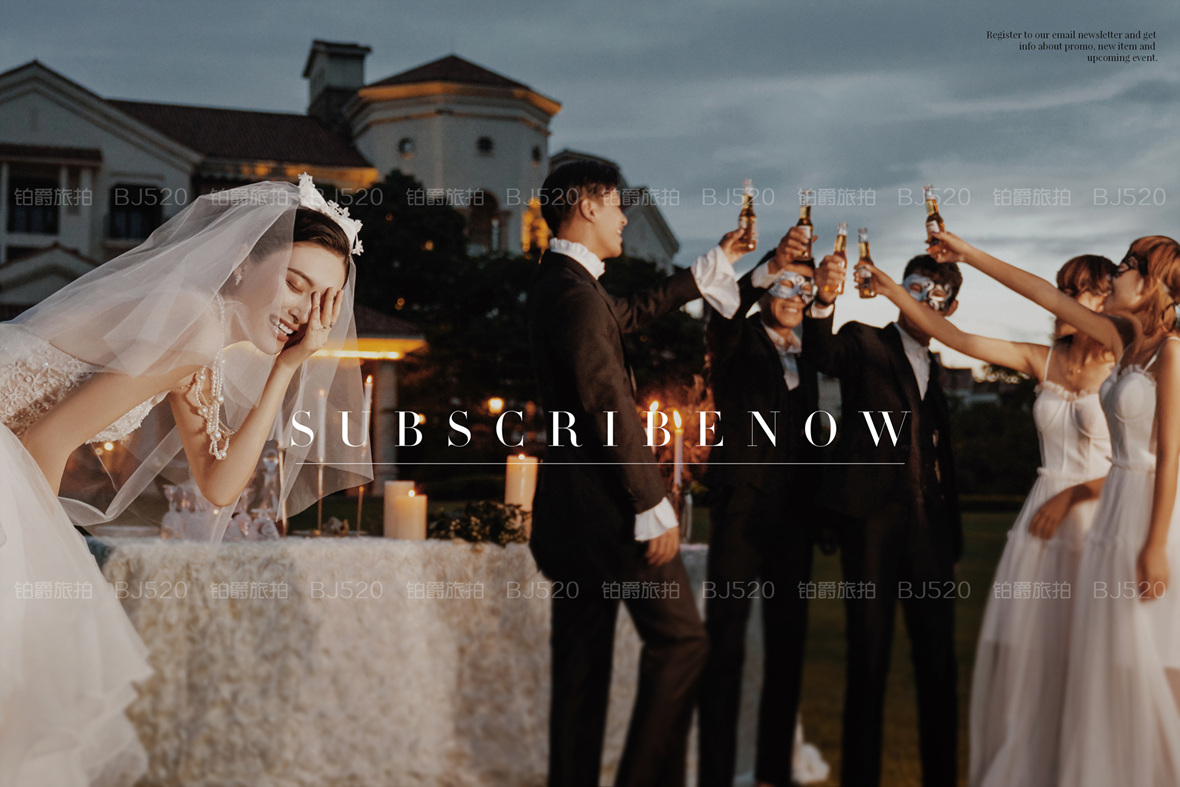 Register to our email newsletter and get
info about promo, new item and
upcoming event.
铂爵旅拍 BJ520 铂爵旅拍 BJ520 铂爵旅拍 BJ520 铂爵旅拍 BJ520 铂爵旅拍 BJ520 铂爵旅拍 BJ520
SUBSCRIBENOW
铂爵旅拍 BJ520 铂爵旅拍 BJ520 铂爵旅拍 BJ520 铂爵旅拍 BJ520 铂爵旅拍 BJ520 铂爵旅拍 BJ520